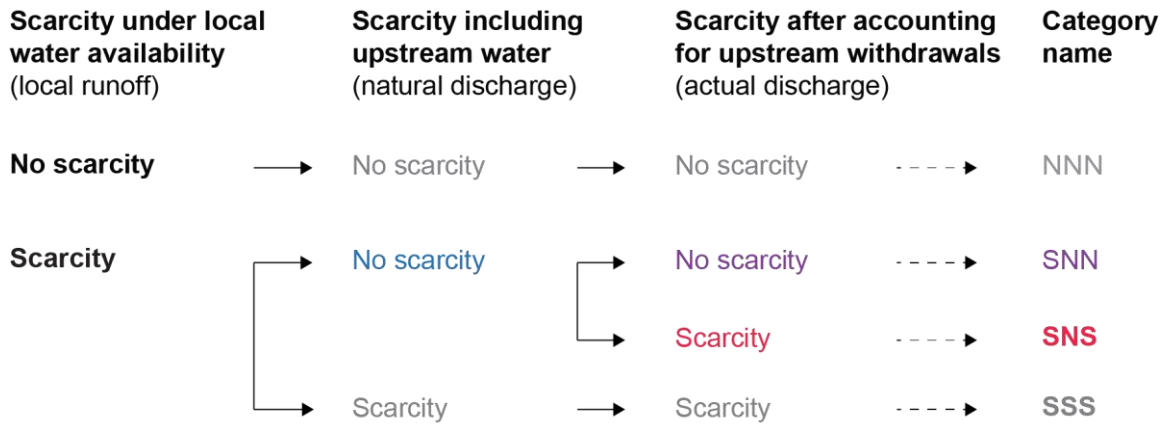 Scarcity under local
water availability
(local runoff)
Scarcity including
upstream water
(natural discharge)
Scarcity after accounting
for upstream withdrawals
(actual discharge)
Category
name
No scarcity
No scarcity
No scarcity
NNN
Scarcity
No scarcity
No scarcity
SNN
Scarcity
SNS
Scarcity
Scarcity
SSS